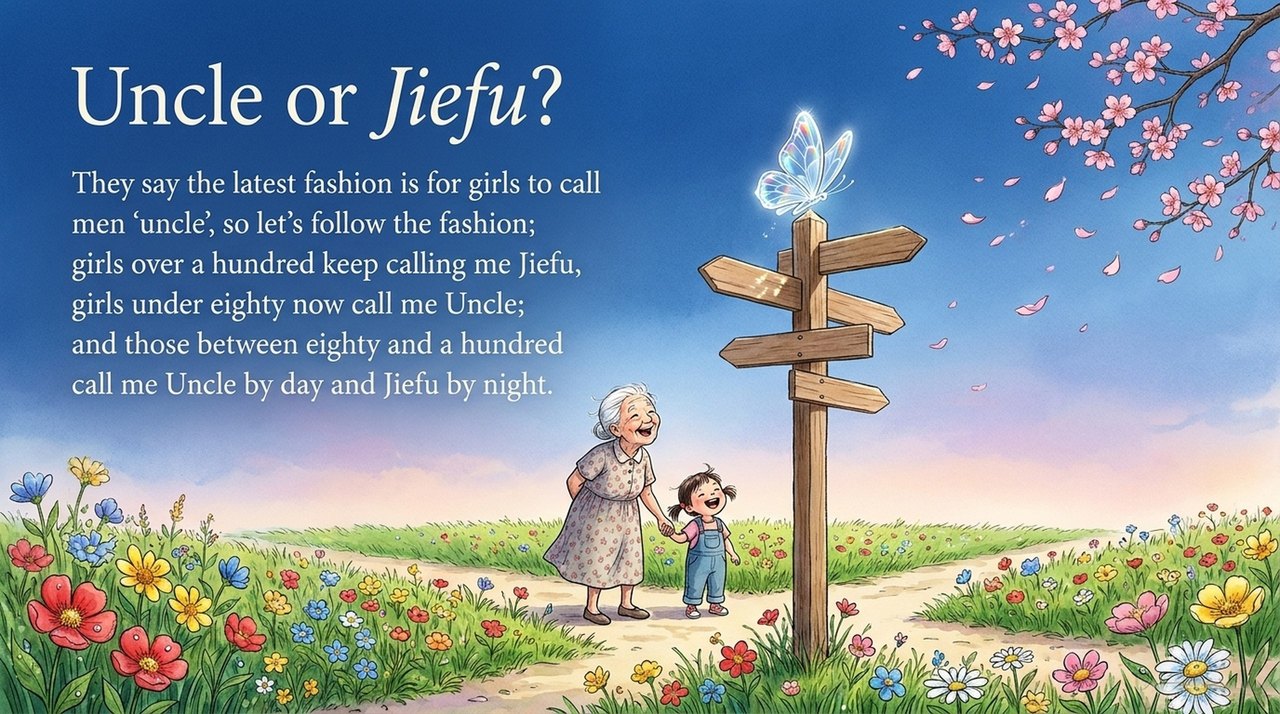 Uncle or Jiefu?
They say the latest fashion is for girls to call
men ‘uncle’, so let’s follow the fashion;
girls over a hundred keep calling me Jiefu,
girls under eighty now call me Uncle;
and those between eighty and a hundred
call me Uncle by day and Jiefu by night.